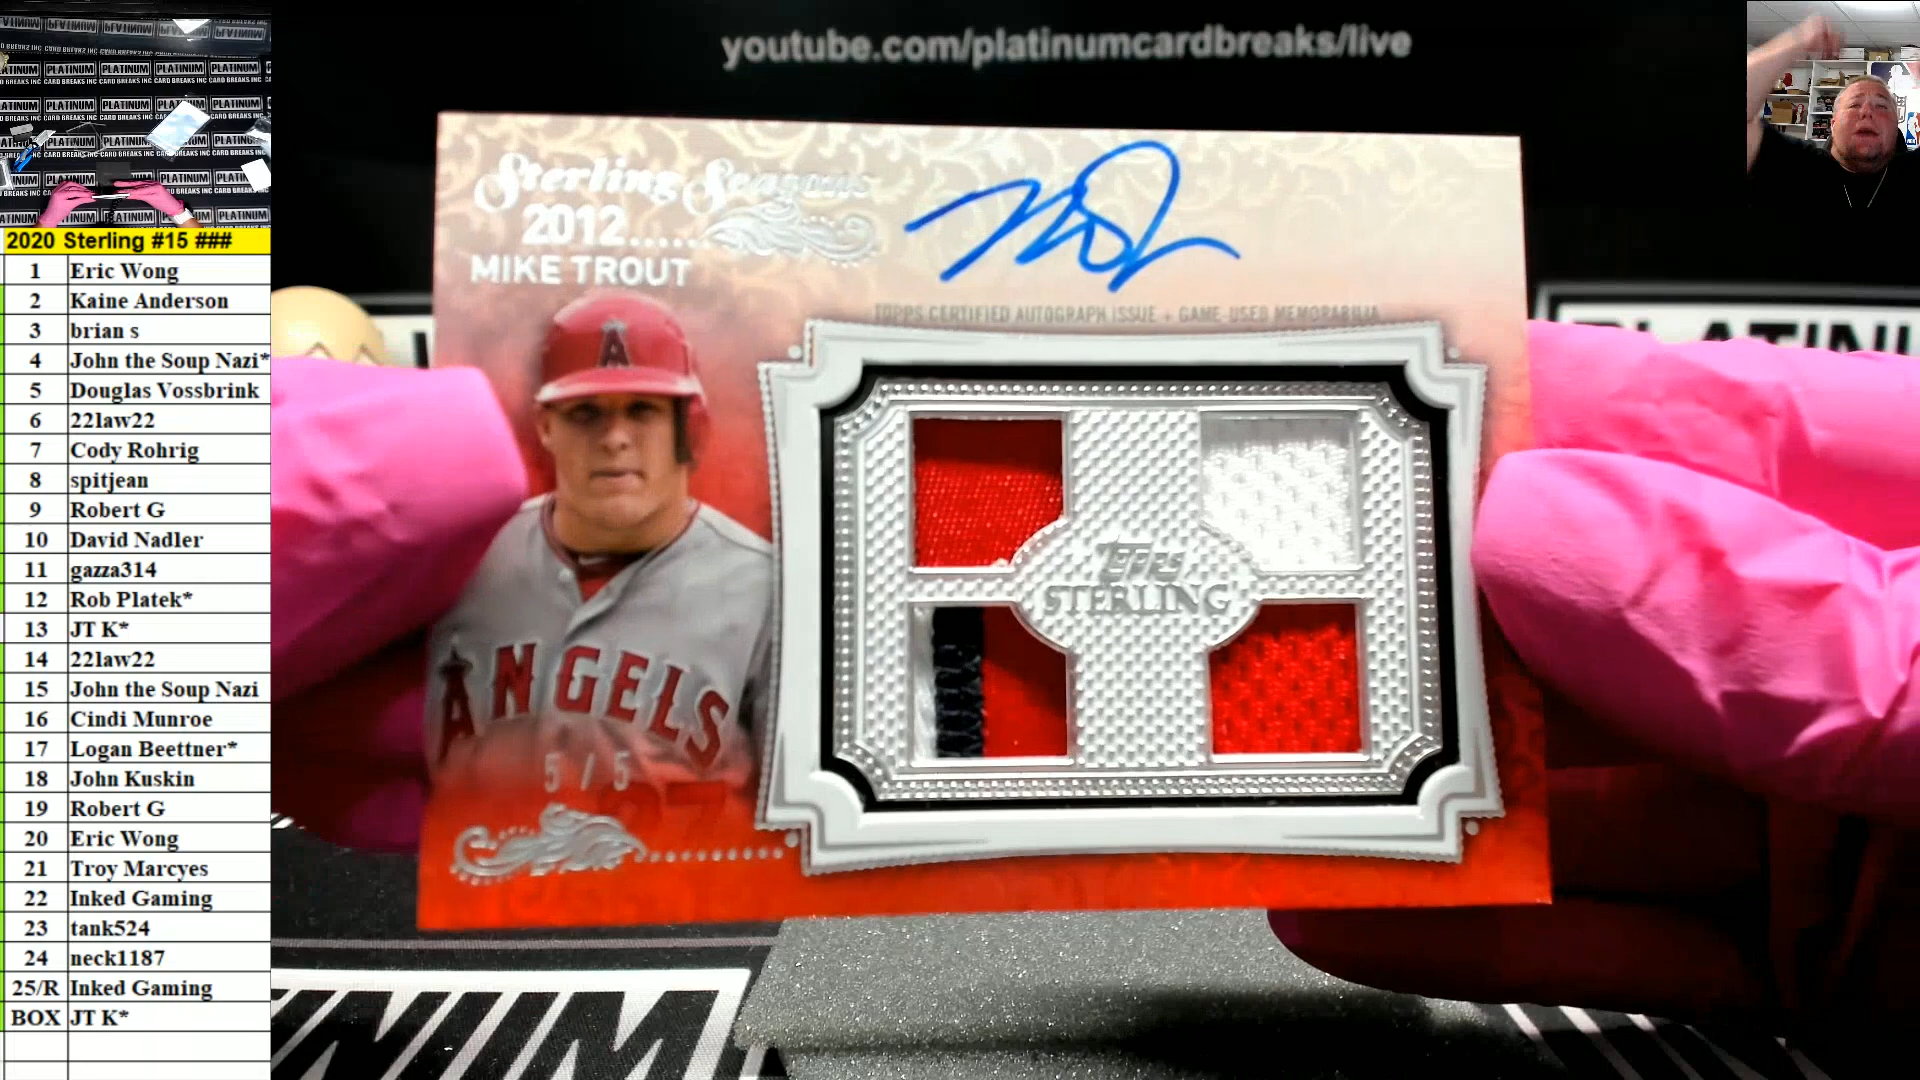 youtube.com/platinumcardbreaks/live
Sterling Seasons
2012
MIKE TROUT
TOPPS CERTIFIED AUTOGRAPH ISSUE • GAME-USED MEMORABILIA
A
TOPPS
STERLING
ANGELS
5/5
27
2020 Sterling #15 ###
1 Eric Wong
2 Kaine Anderson
3 brian s
4 John the Soup Nazi*
5 Douglas Vossbrink
6 22law22
7 Cody Rohrig
8 spitjean
9 Robert G
10 David Nadler
11 gazza314
12 Rob Platek*
13 JT K*
14 22law22
15 John the Soup Nazi
16 Cindi Munroe
17 Logan Beettner*
18 John Kuskin
19 Robert G
20 Eric Wong
21 Troy Marcyes
22 Inked Gaming
23 tank524
24 neck1187
25/R Inked Gaming
BOX JT K*
PLATINUM
CARD BREAKS INC